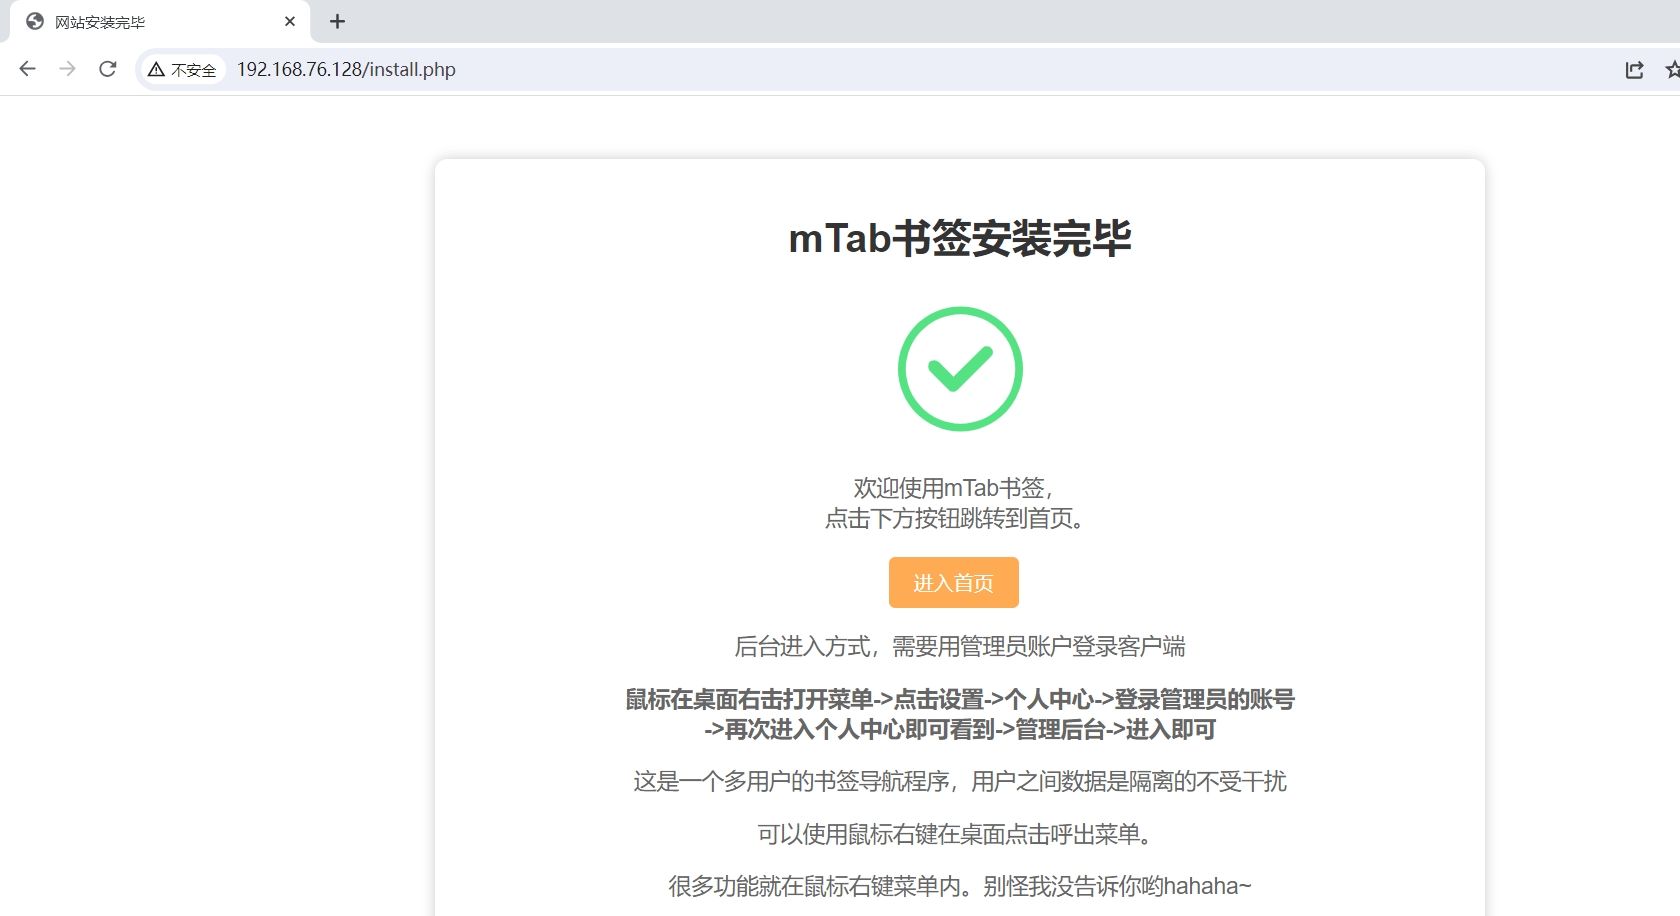 网站安装完毕
不安全
192.168.76.128/install.php
mTab书签安装完毕
欢迎使用mTab书签，
点击下方按钮跳转到首页。
进入首页
后台进入方式，需要用管理员账户登录客户端
鼠标在桌面右击打开菜单->点击设置->个人中心->登录管理员的账号
->再次进入个人中心即可看到->管理后台->进入即可
这是一个多用户的书签导航程序，用户之间数据是隔离的不受干扰
可以使用鼠标右键在桌面点击呼出菜单。
很多功能就在鼠标右键菜单内。别怪我没告诉你哟hahaha~